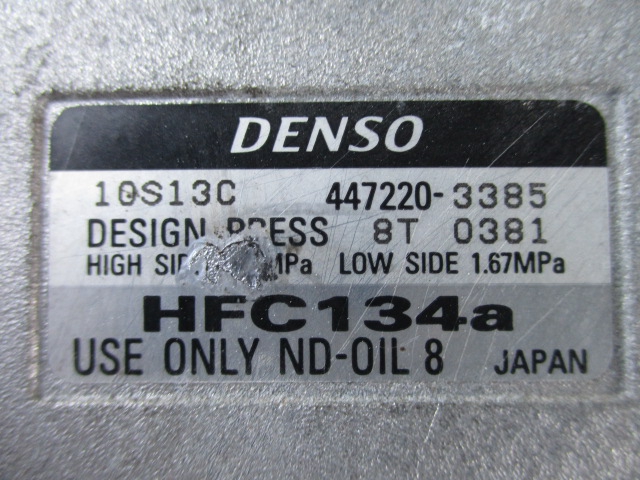 DENSO
10S13C 447220-3385
DESIGN PRESS 8T 0381
HIGH MPa LOW SIDE 1.67MPa
HFC134a
USE ONLY ND-OIL 8 JAPAN